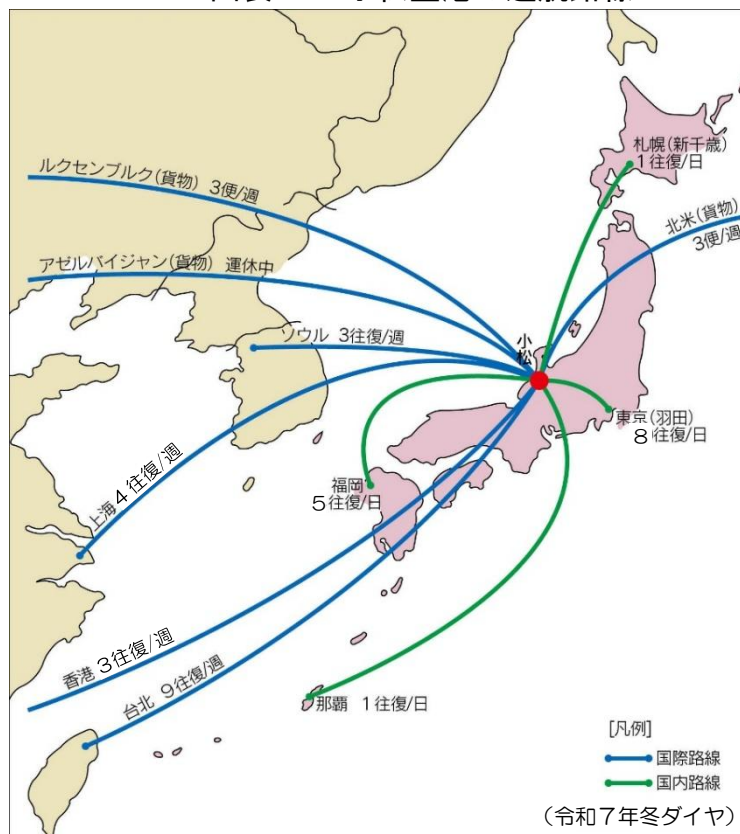 札幌(新千歳)
1往復/日
ルクセンブルク(貨物) 3便/週
北米(貨物)
3便/週
アゼルバイジャン(貨物) 運休中
ソウル 3往復/週
小松
東京(羽田)
8往復/日
上海4往復/週
福岡
5往復/日
香港 3往復/週
台北 9往復/週
那覇 1往復/日
[凡例]
国際路線
国内路線
(令和7年冬ダイヤ)